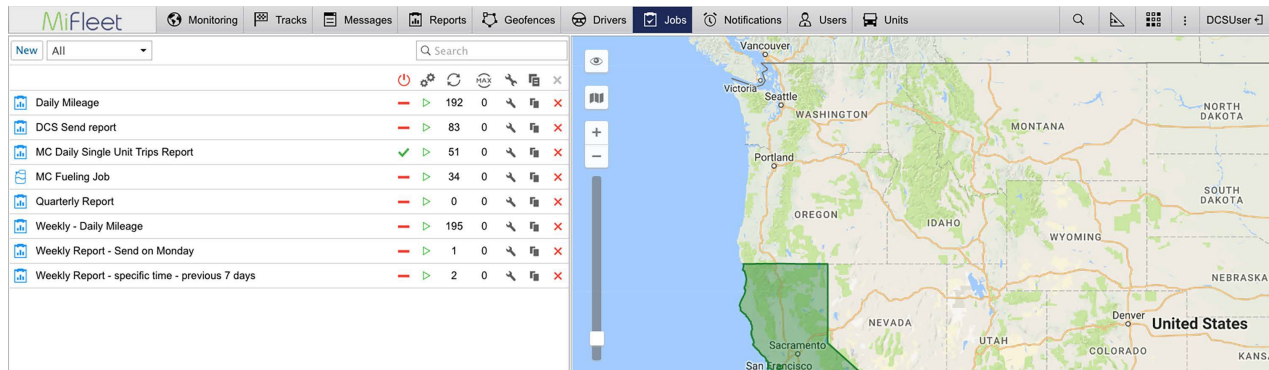 MiFleet Monitoring Tracks Messages Reports Geofences Drivers Jobs Notifications Users Units DCSUser
New All Search
MAX
Daily Mileage 192 0
DCS Send report 83 0
MC Daily Single Unit Trips Report 51 0
MC Fueling Job 34 0
Quarterly Report 0 0
Weekly - Daily Mileage 195 0
Weekly Report - Send on Monday 1 0
Weekly Report - specific time - previous 7 days 2 0
Vancouver
Victoria
Seattle
WASHINGTON
NORTH
DAKOTA
MONTANA
Portland
SOUTH
DAKOTA
OREGON
IDAHO
WYOMING
NEBRASKA
NEVADA
Denver
United States
UTAH
Sacramento
COLORADO
KANS
San Francisco